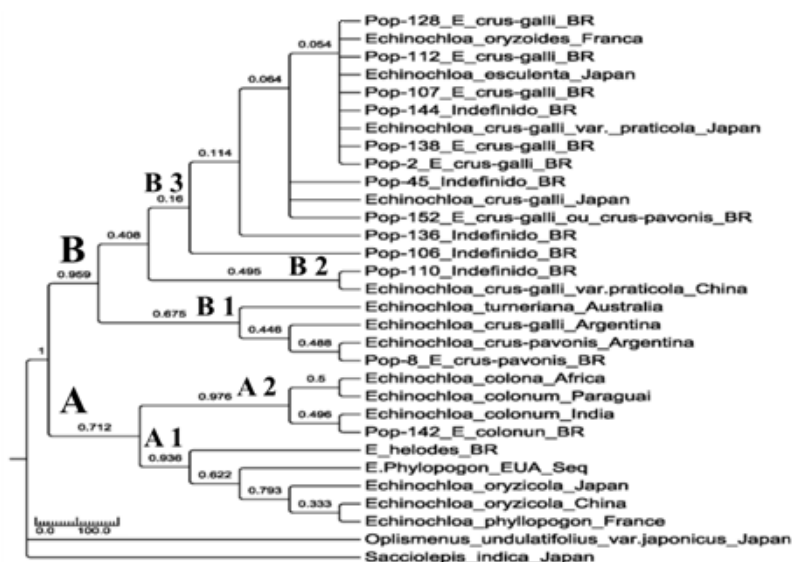 Pop-128_E_crus-galli_BR
0.054
Echinochloa_oryzoides_Franca
Pop-112_E_crus-galli_BR
Echinochloa_esculenta_Japan
0.064
Pop-107_E_crus-galli_BR
Pop-144_Indefinido_BR
Echinochloa_crus-galli_var._praticola_Japan
Pop-138_E_crus-galli_BR
0.114
Pop-2_E_crus-galli_BR
B 3
Pop-45_Indefinido_BR
0.16
Echinochloa_crus-galli_Japan
Pop-152_E_crus-galli_ou_crus-pavonis_BR
0.408
Pop-136_Indefinido_BR
B
Pop-106_Indefinido_BR
0.959
0.495
B 2
Pop-110_Indefinido_BR
Echinochloa_crus-galli_var.praticola_China
0.675
B 1
Echinochloa_turneriana_Australia
0.446
Echinochloa_crus-galli_Argentina
0.488
Echinochloa_crus-pavonis_Argentina
1
Pop-8_E_crus-pavonis_BR
0.5
Echinochloa_colona_Africa
0.976
A 2
Echinochloa_colonum_Paraguai
A
0.496
Echinochloa_colonum_India
0.712
Pop-142_E_colonun_BR
A 1
E_helodes_BR
0.936
E.Phylopogon_EUA_Seq
0.622
Echinochloa_oryzicola_Japan
0.793
Echinochloa_oryzicola_China
0.333
Echinochloa_phyllopogon_France
0.0 100.0
Oplismenus_undulatifolius_var.japonicus_Japan
Sacciolepis_indica_Japan